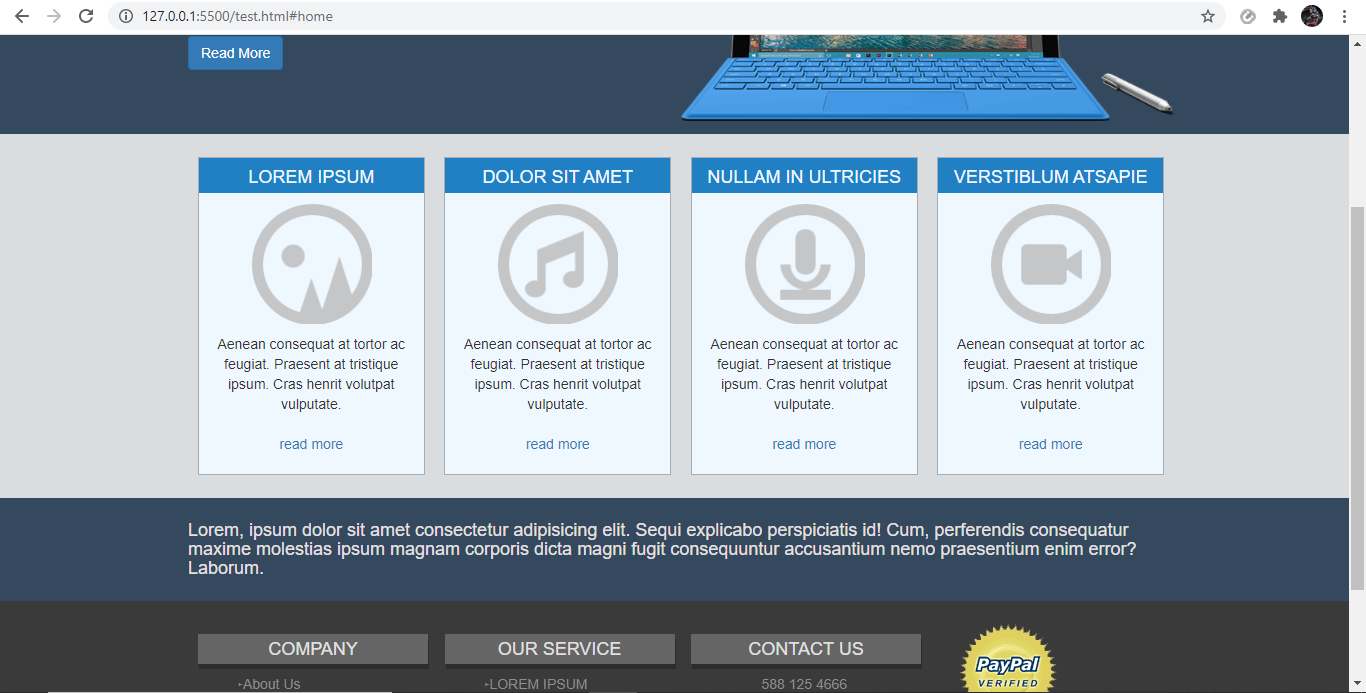 127.0.0.1:5500/test.html#home
Read More
LOREM IPSUM
Aenean consequat at tortor ac
feugiat. Praesent at tristique
ipsum. Cras henrit volutpat
vulputate.
read more
DOLOR SIT AMET
Aenean consequat at tortor ac
feugiat. Praesent at tristique
ipsum. Cras henrit volutpat
vulputate.
read more
NULLAM IN ULTRICIES
Aenean consequat at tortor ac
feugiat. Praesent at tristique
ipsum. Cras henrit volutpat
vulputate.
read more
VERSTIBLUM ATSAPIE
Aenean consequat at tortor ac
feugiat. Praesent at tristique
ipsum. Cras henrit volutpat
vulputate.
read more
Lorem, ipsum dolor sit amet consectetur adipisicing elit. Sequi explicabo perspiciatis id! Cum, perferendis consequatur
maxime molestias ipsum magnam corporis dicta magni fugit consequuntur accusantium nemo praesentium enim error?
Laborum.
COMPANY
About Us
OUR SERVICE
LOREM IPSUM
CONTACT US
588 125 4666
PayPal
VERIFIED